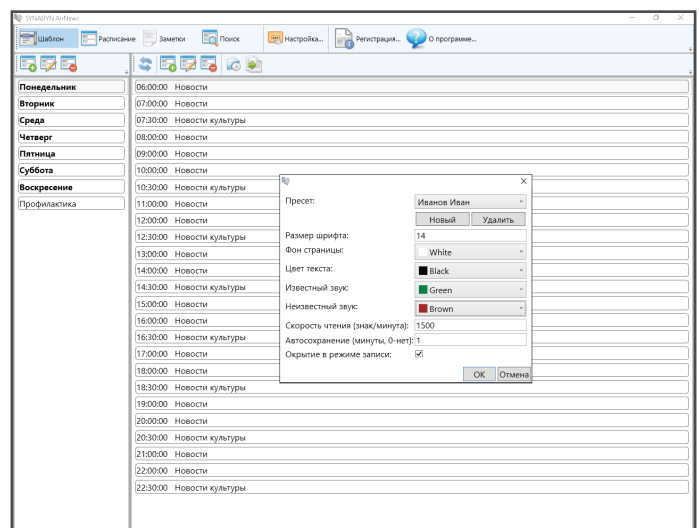 SYNADYN AirNews
Шаблон Расписание Заметки Поиск Настройка... Регистрация... О программе...
Понедельник
Вторник
Среда
Четверг
Пятница
Суббота
Воскресение
Профилактика
06:00:00 Новости
07:00:00 Новости
07:30:00 Новости культуры
08:00:00 Новости
09:00:00 Новости
10:00:00 Новости
10:30:00 Новости культуры
11:00:00 Новости
12:00:00 Новости
12:30:00 Новости культуры
13:00:00 Новости
14:00:00 Новости
14:30:00 Новости культуры
15:00:00 Новости
16:00:00 Новости
16:30:00 Новости культуры
17:00:00 Новости
18:00:00 Новости
18:30:00 Новости культуры
19:00:00 Новости
20:00:00 Новости
20:30:00 Новости культуры
21:00:00 Новости
22:00:00 Новости
22:30:00 Новости культуры
Пресет: Иванов Иван
Новый Удалить
Размер шрифта: 14
Фон страницы: White
Цвет текста: Black
Известный звук: Green
Неизвестный звук: Brown
Скорость чтения (знак/минута): 1500
Автосохранение (минуты, 0-нет): 1
Окрытие в режиме записи:
ОК Отмена